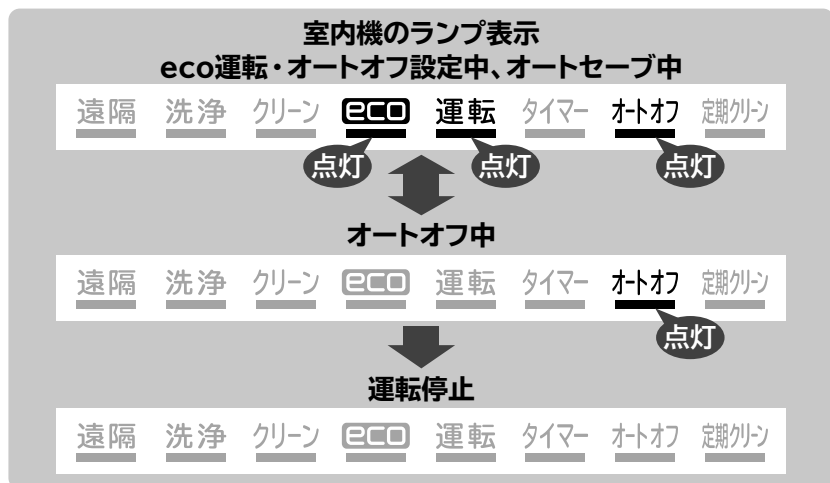 室内機のランプ表示
eco運転・オートオフ設定中、オートセーブ中
遠隔 洗浄 クリーン eco 運転 タイマー オートオフ 定期クリーン
点灯 点灯 点灯
オートオフ中
遠隔 洗浄 クリーン eco 運転 タイマー オートオフ 定期クリーン
点灯
運転停止
遠隔 洗浄 クリーン eco 運転 タイマー オートオフ 定期クリーン